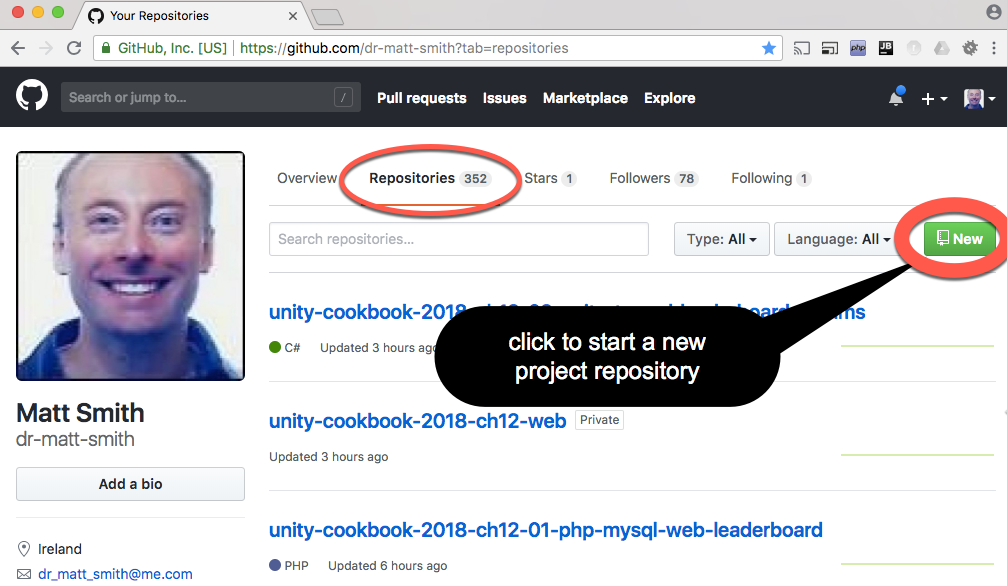 Your Repositories
GitHub, Inc. [US] https://github.com/dr-matt-smith?tab=repositories
php
JB
Search or jump to... /
Pull requests Issues Marketplace Explore
Overview Repositories 352 Stars 1 Followers 78 Following 1
Search repositories... Type: All Language: All New
unity-cookbook-2018-ch12
C# Updated 3 hours ago
click to start a new
project repository
unity-cookbook-2018-ch12-web Private
Updated 3 hours ago
unity-cookbook-2018-ch12-01-php-mysql-web-leaderboard
PHP Updated 6 hours ago
Matt Smith
dr-matt-smith
Add a bio
Ireland
dr_matt_smith@me.com